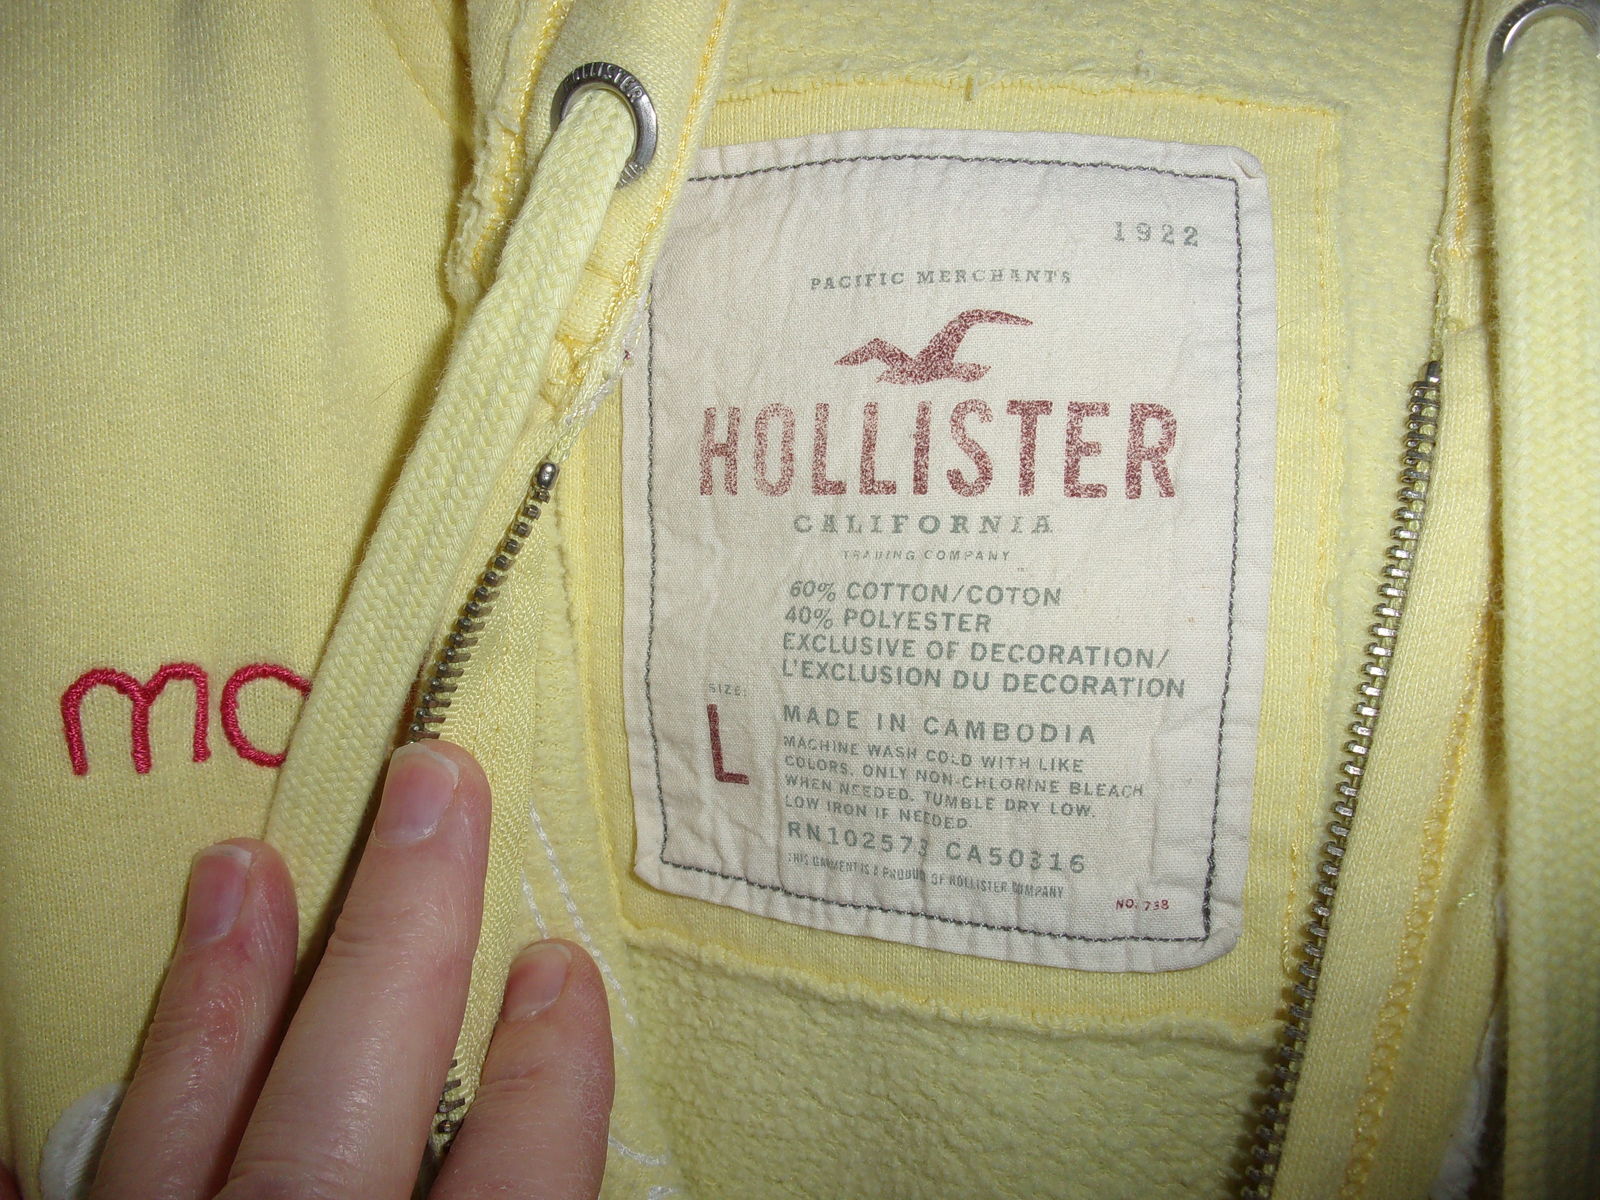 HOLLISTER
1922
PACIFIC MERCHANTS
HOLLISTER
CALIFORNIA
TRADING COMPANY
60% COTTON/COTON
40% POLYESTER
EXCLUSIVE OF DECORATION/
L'EXCLUSION DU DECORATION
SIZE:
L
MADE IN CAMBODIA
MACHINE WASH COLD WITH LIKE
COLORS. ONLY NON-CHLORINE BLEACH
WHEN NEEDED. TUMBLE DRY LOW.
LOW IRON IF NEEDED.
RN102573 CA50316
THIS GARMENT IS A PRODUCT OF HOLLISTER COMPANY
NO. 738
mo